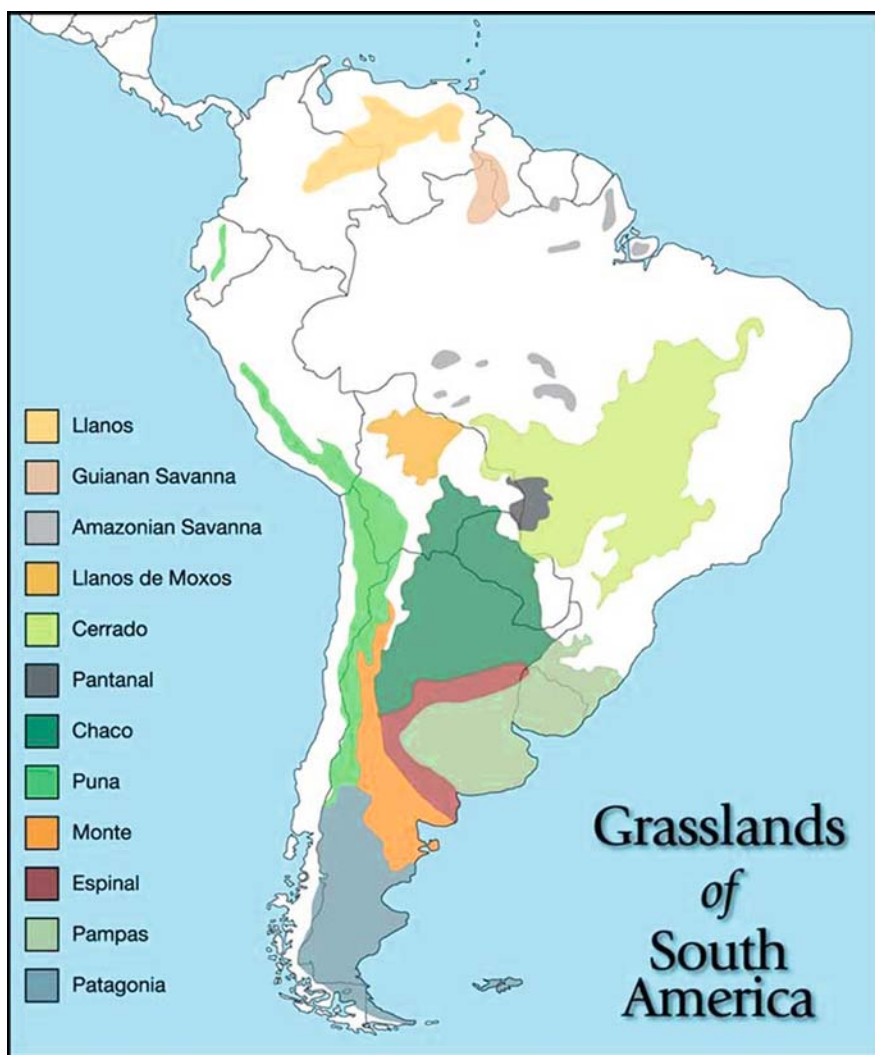 Llanos
Guianan Savanna
Amazonian Savanna
Llanos de Moxos
Cerrado
Pantanal
Chaco
Puna
Monte
Espinal
Pampas
Patagonia
Grasslands
of
South
America